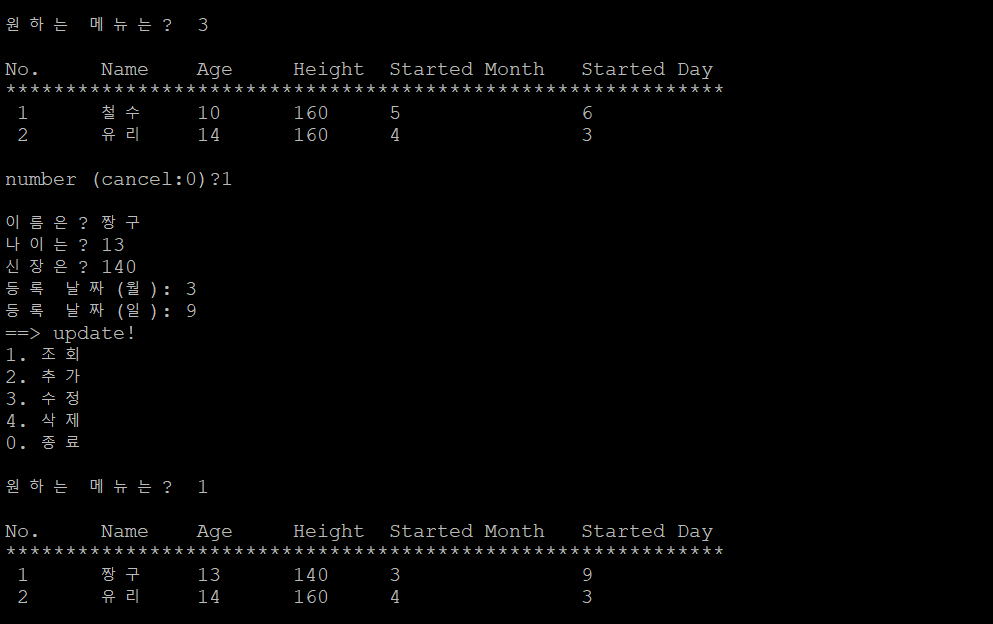 원하는 메뉴는? 3
No. Name Age Height Started Month Started Day
************************************************************
1 철수 10 160 5 6
2 유리 14 160 4 3
number (cancel:0)?1
이름은? 짱구
나이는? 13
신장은? 140
등록 날짜(월): 3
등록 날짜(일): 9
==> update!
1. 조회
2. 추가
3. 수정
4. 삭제
0. 종료
원하는 메뉴는? 1
No. Name Age Height Started Month Started Day
************************************************************
1 짱구 13 140 3 9
2 유리 14 160 4 3